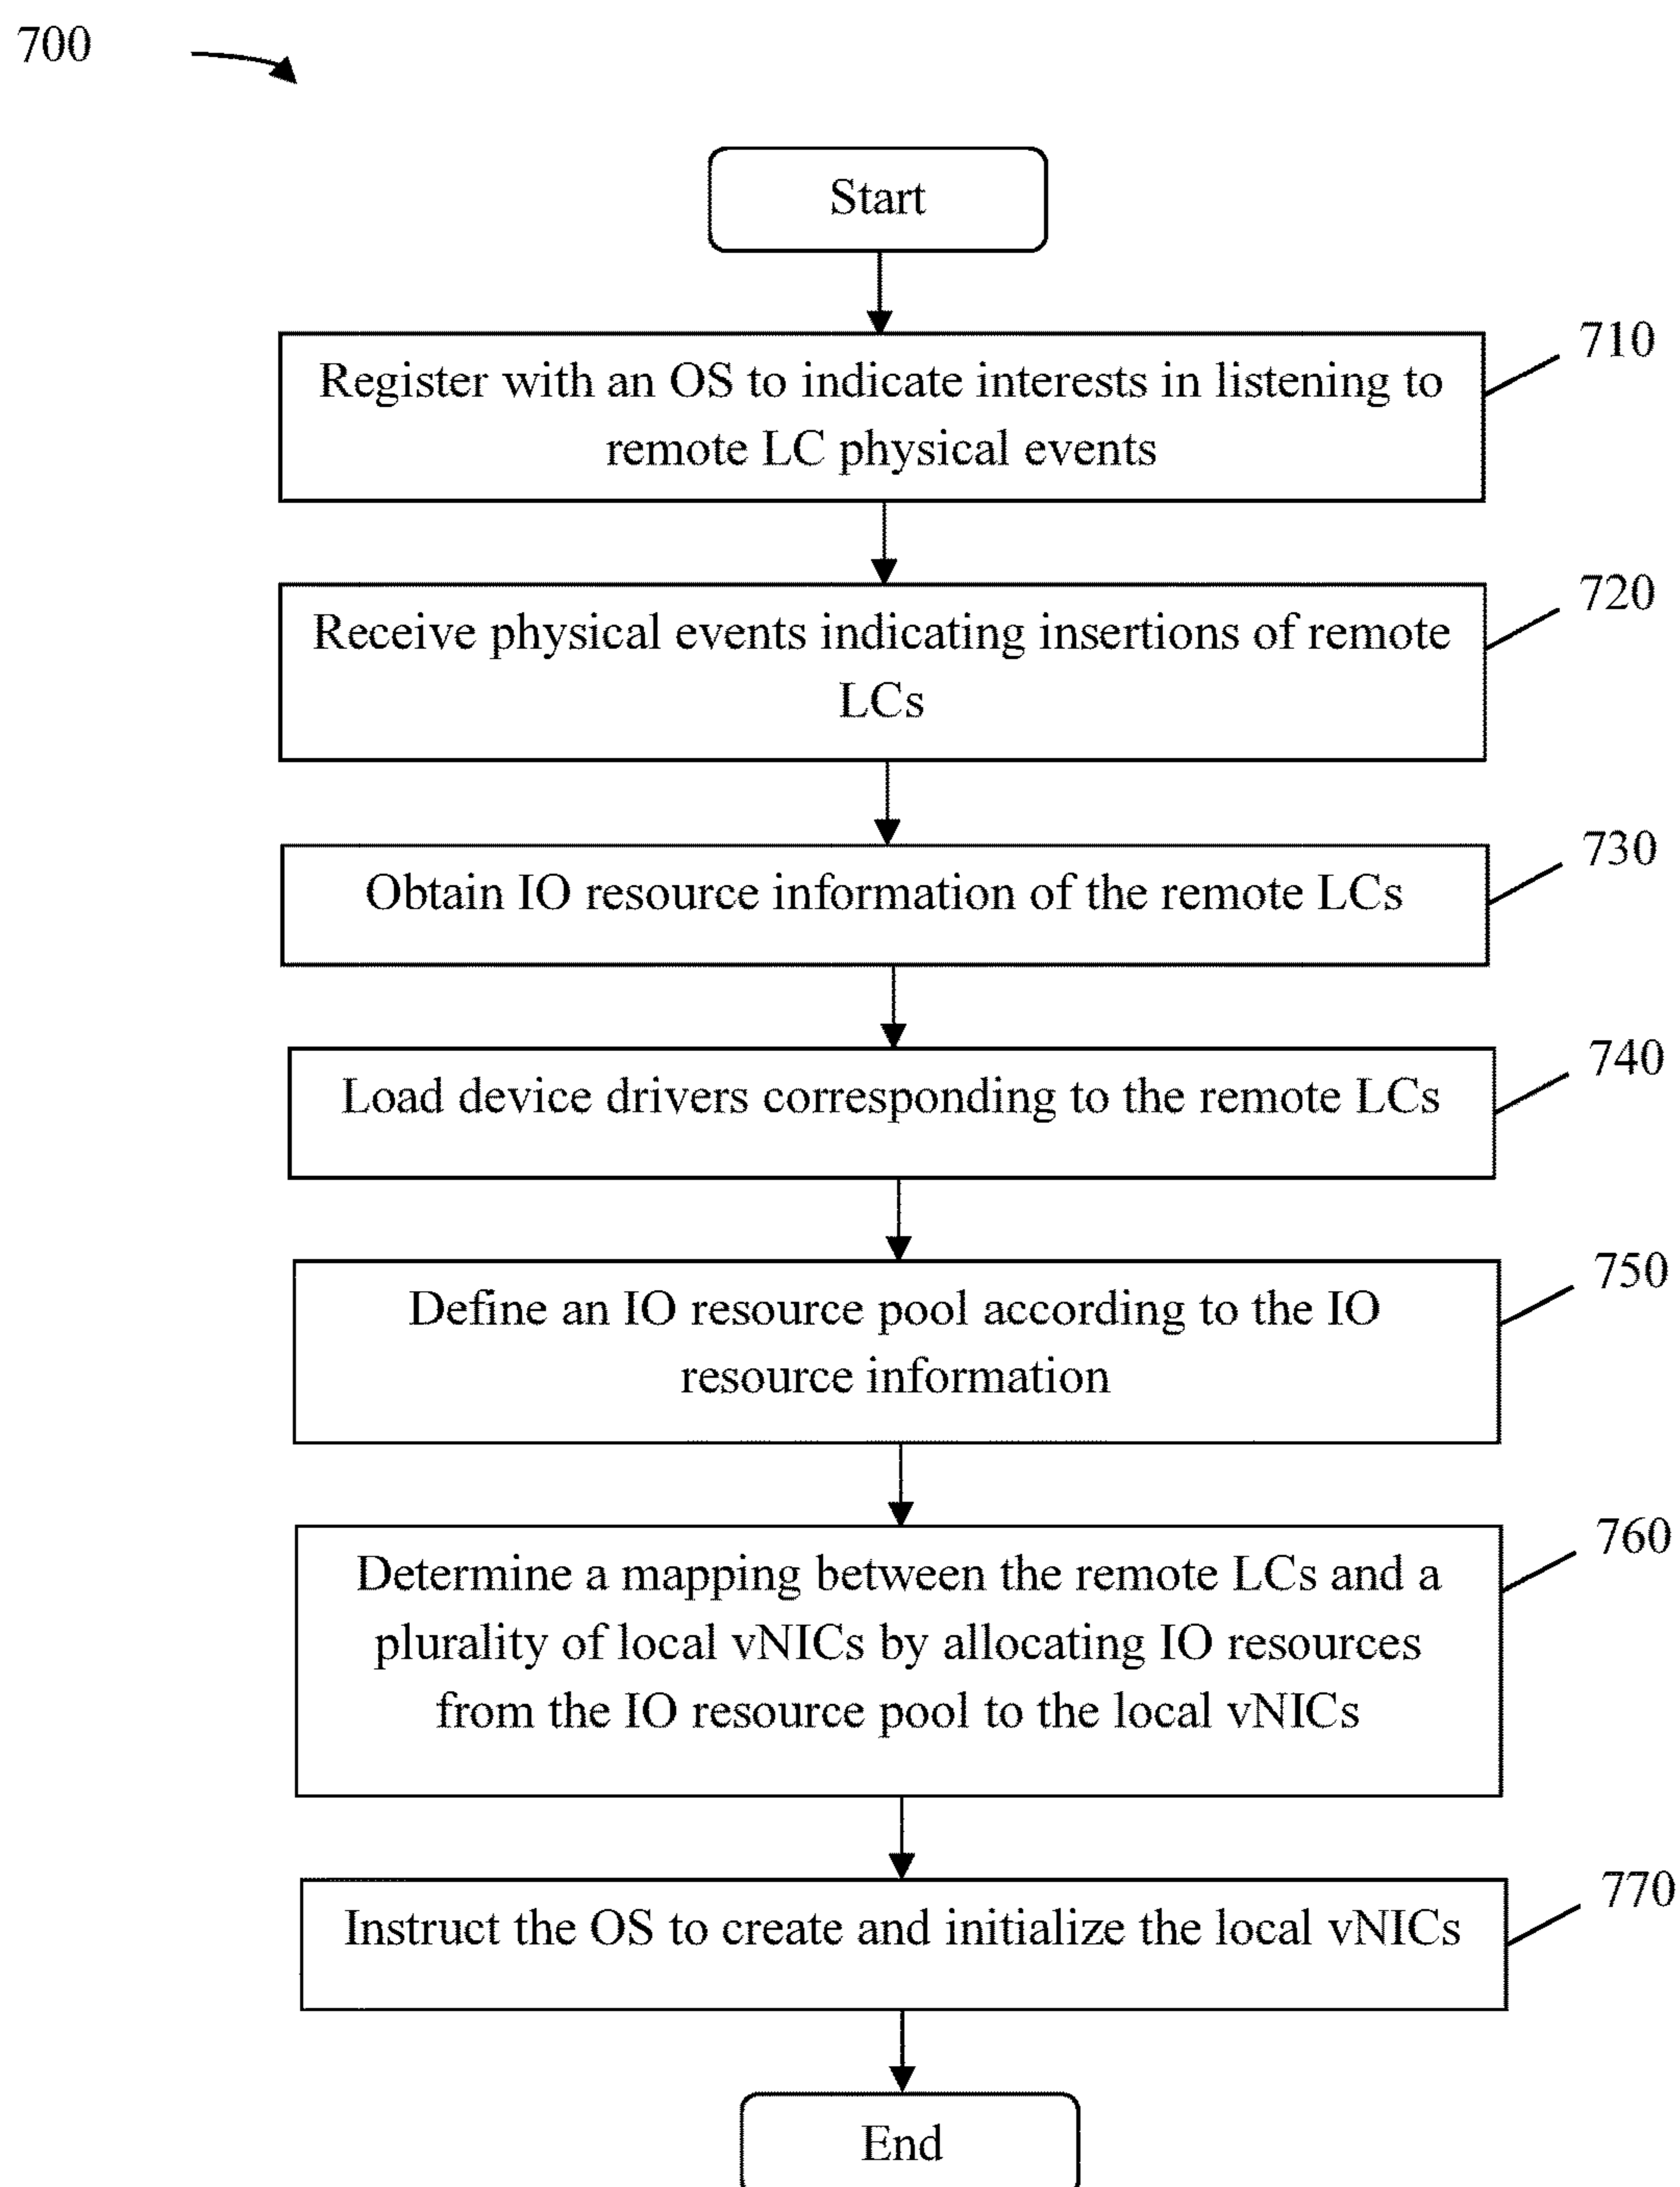 700
Start
Register with an OS to indicate interests in listening to
remote LC physical events
710
Receive physical events indicating insertions of remote
LCs
720
Obtain IO resource information of the remote LCs
730
Load device drivers corresponding to the remote LCs
740
Define an IO resource pool according to the IO
resource information
750
Determine a mapping between the remote LCs and a
plurality of local vNICs by allocating IO resources
from the IO resource pool to the local vNICs
760
Instruct the OS to create and initialize the local vNICs
770
End